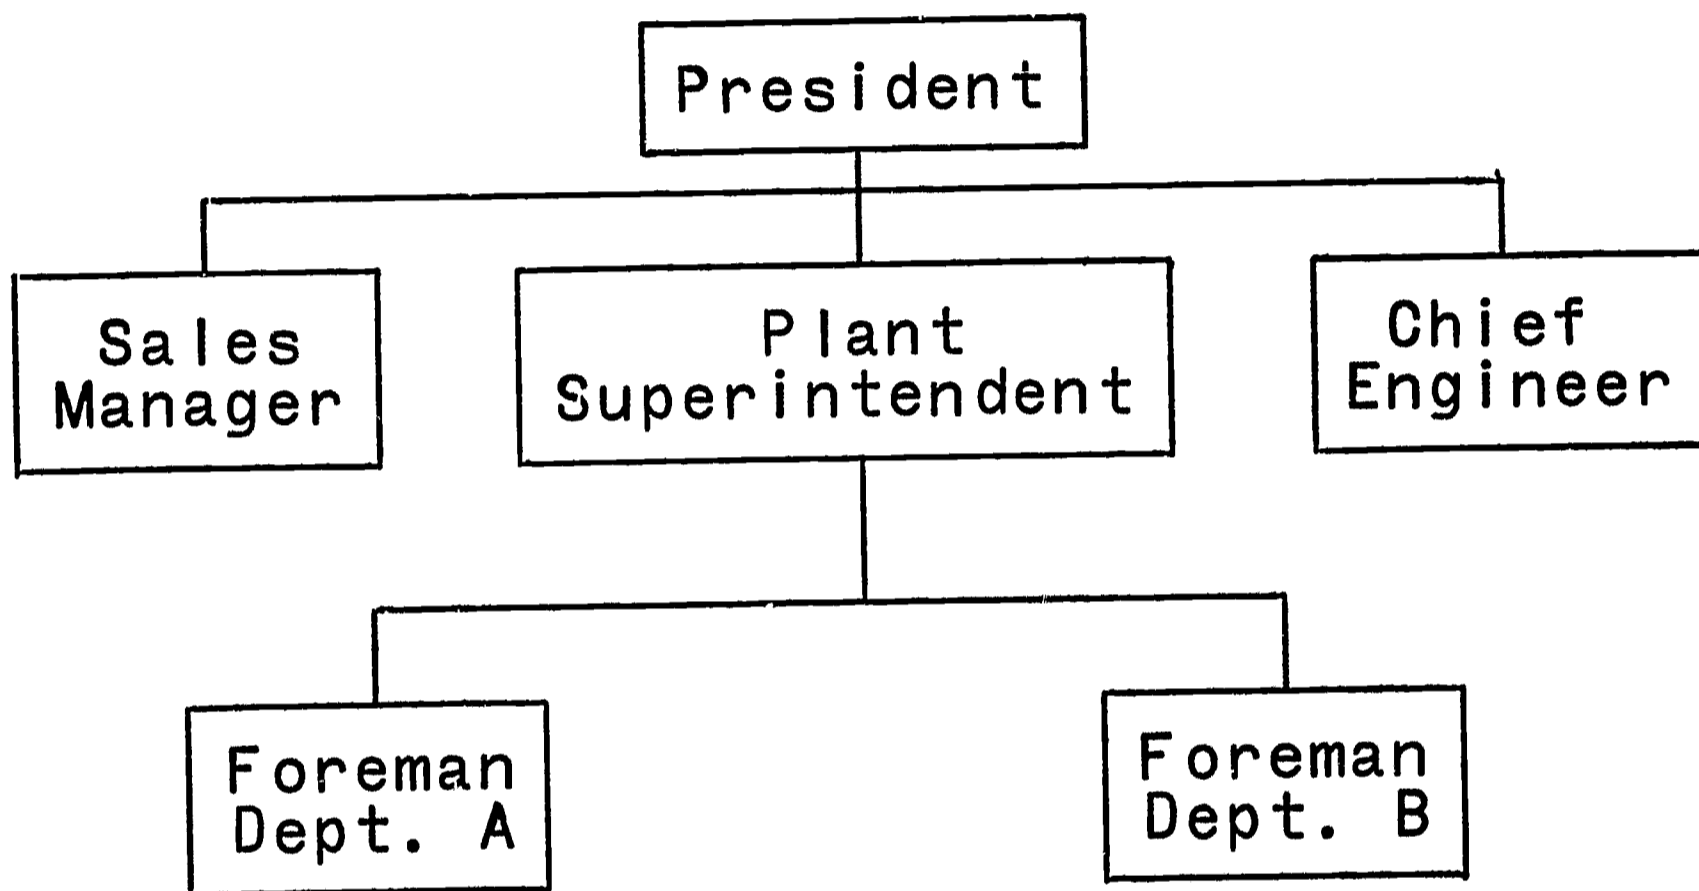 President
Sales
Manager
Plant
Superintendent
Chief
Engineer
Foreman
Dept. A
Foreman
Dept. B